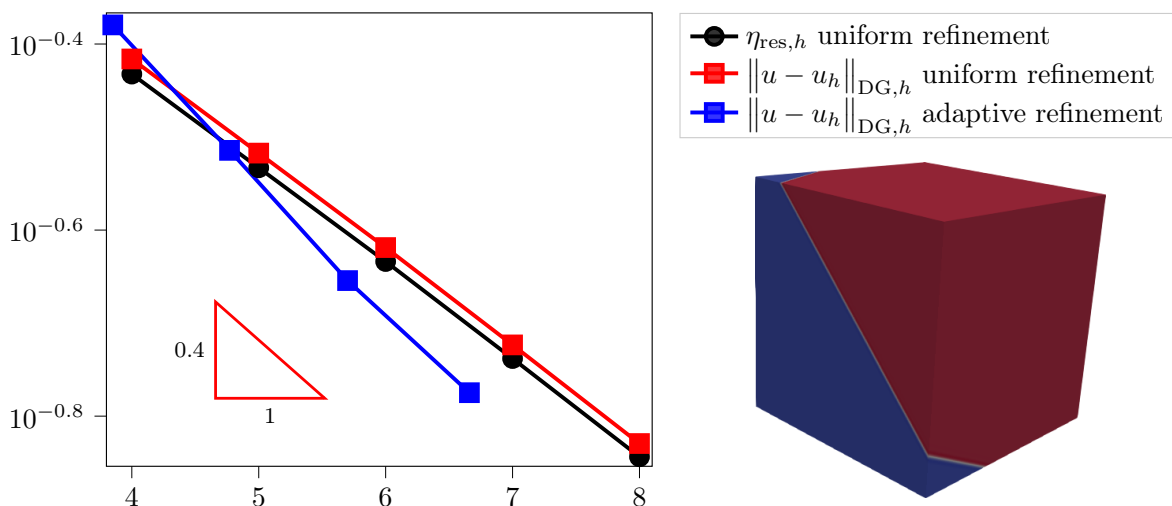 10^{-0.4}
10^{-0.6}
10^{-0.8}
0.4
1
4 5 6 7 8
η_{res,h} uniform refinement
‖u − u_h‖_{DG,h} uniform refinement
‖u − u_h‖_{DG,h} adaptive refinement